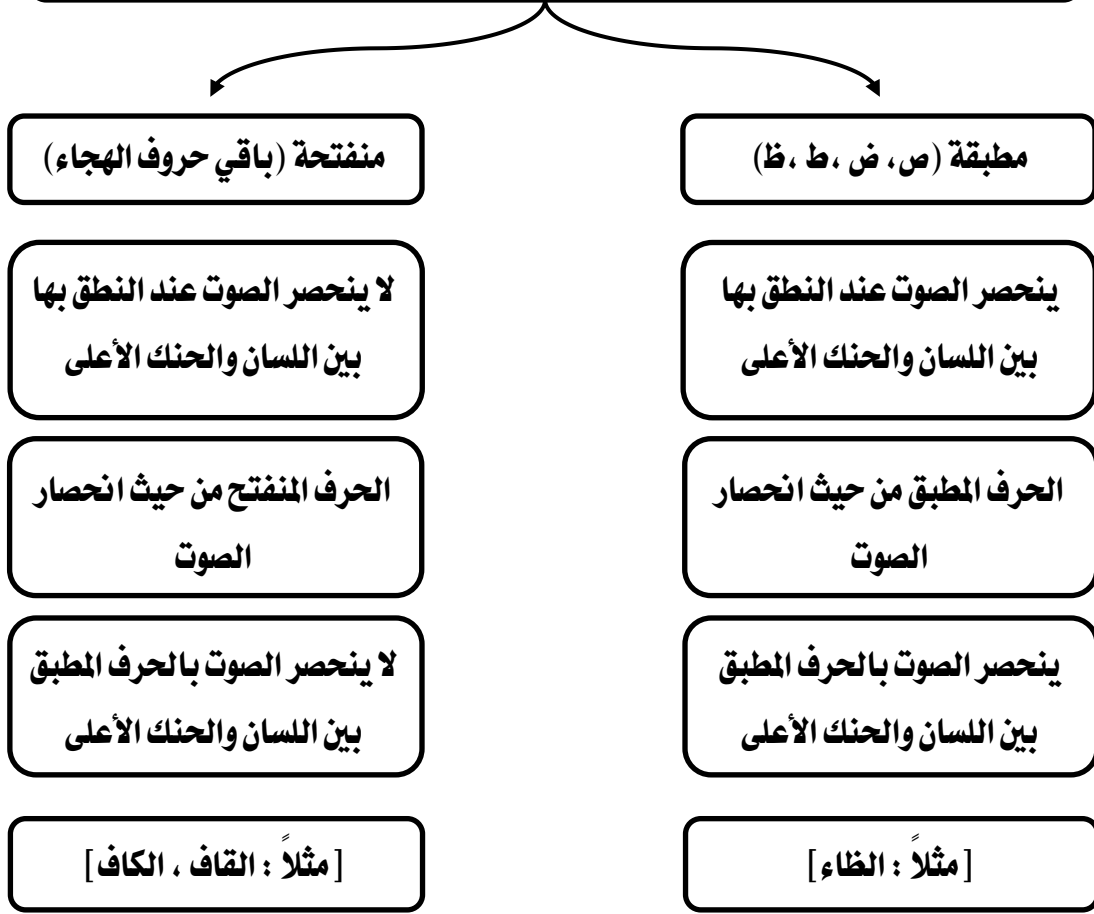 مطبقة (ص، ض ،ط ،ظ)
ينحصر الصوت عند النطق بها
بين اللسان والحنك الأعلى
الحرف المطبق من حيث انحصار
الصوت
ينحصر الصوت بالحرف المطبق
بين اللسان والحنك الأعلى
[مثلاً : الظاء]
منفتحة (باقي حروف الهجاء)
لا ينحصر الصوت عند النطق بها
بين اللسان والحنك الأعلى
الحرف المنفتح من حيث انحصار
الصوت
لا ينحصر الصوت بالحرف المطبق
بين اللسان والحنك الأعلى
[مثلاً : القاف ، الكاف]